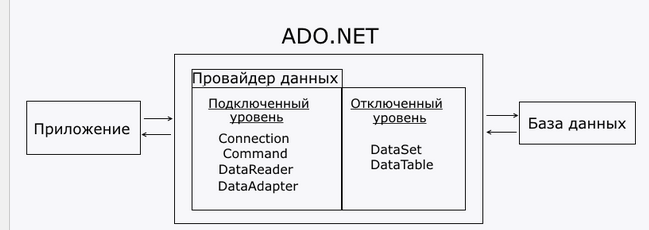 ADO.NET
Приложение
Провайдер данных
Подключенный
уровень
Connection
Command
DataReader
DataAdapter
Отключенный
уровень
DataSet
DataTable
База данных